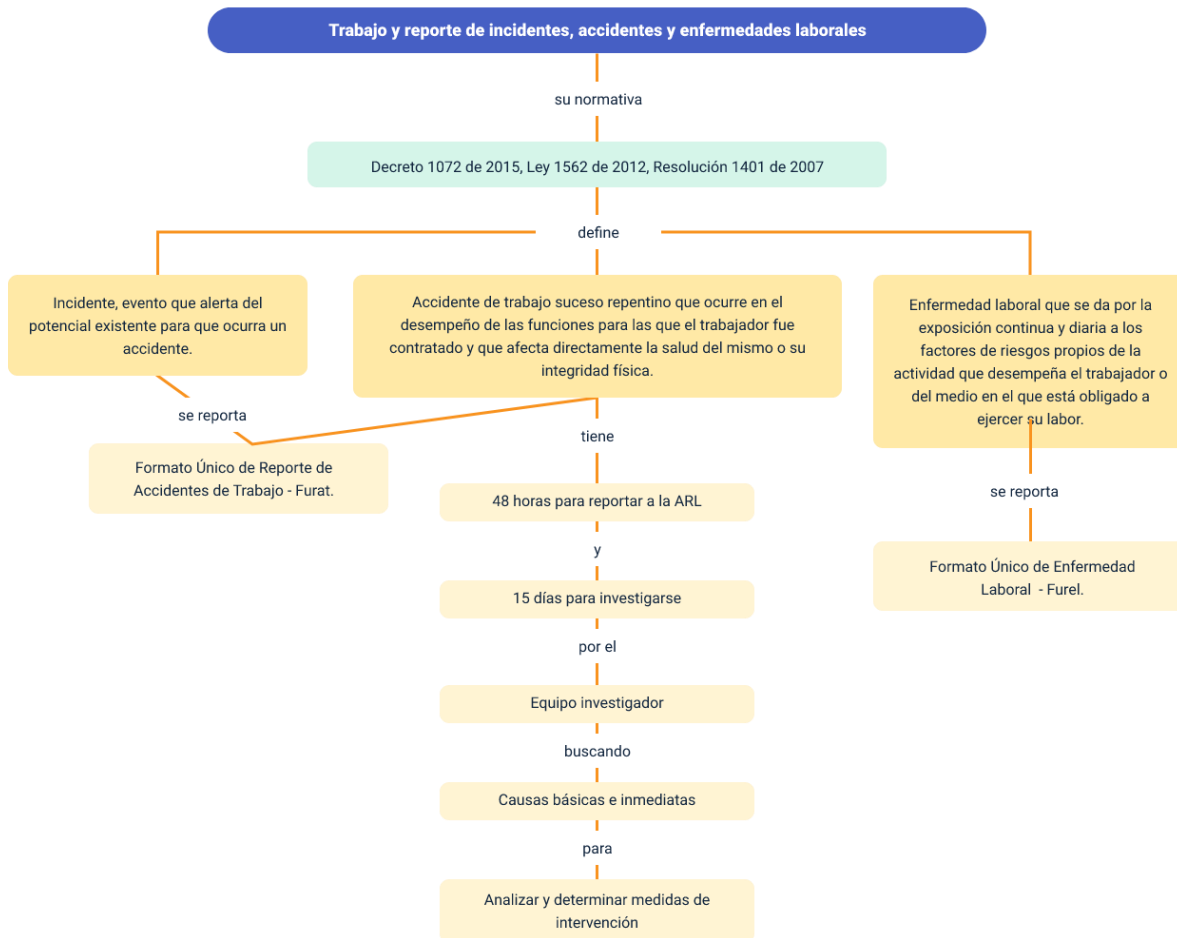 Trabajo y reporte de incidentes, accidentes y enfermedades laborales
su normativa
Decreto 1072 de 2015, Ley 1562 de 2012, Resolución 1401 de 2007
define
Incidente, evento que alerta del
potencial existente para que ocurra un
accidente.
Accidente de trabajo suceso repentino que ocurre en el
desempeño de las funciones para las que el trabajador fue
contratado y que afecta directamente la salud del mismo o su
integridad física.
Enfermedad laboral que se da por la
exposición continua y diaria a los
factores de riesgos propios de la
actividad que desempeña el trabajador o
del medio en el que está obligado a
ejercer su labor.
se reporta
Formato Único de Reporte de
Accidentes de Trabajo - Furat.
tiene
48 horas para reportar a la ARL
y
15 días para investigarse
por el
Equipo investigador
buscando
Causas básicas e inmediatas
para
Analizar y determinar medidas de
intervención
se reporta
Formato Único de Enfermedad
Laboral - Furel.